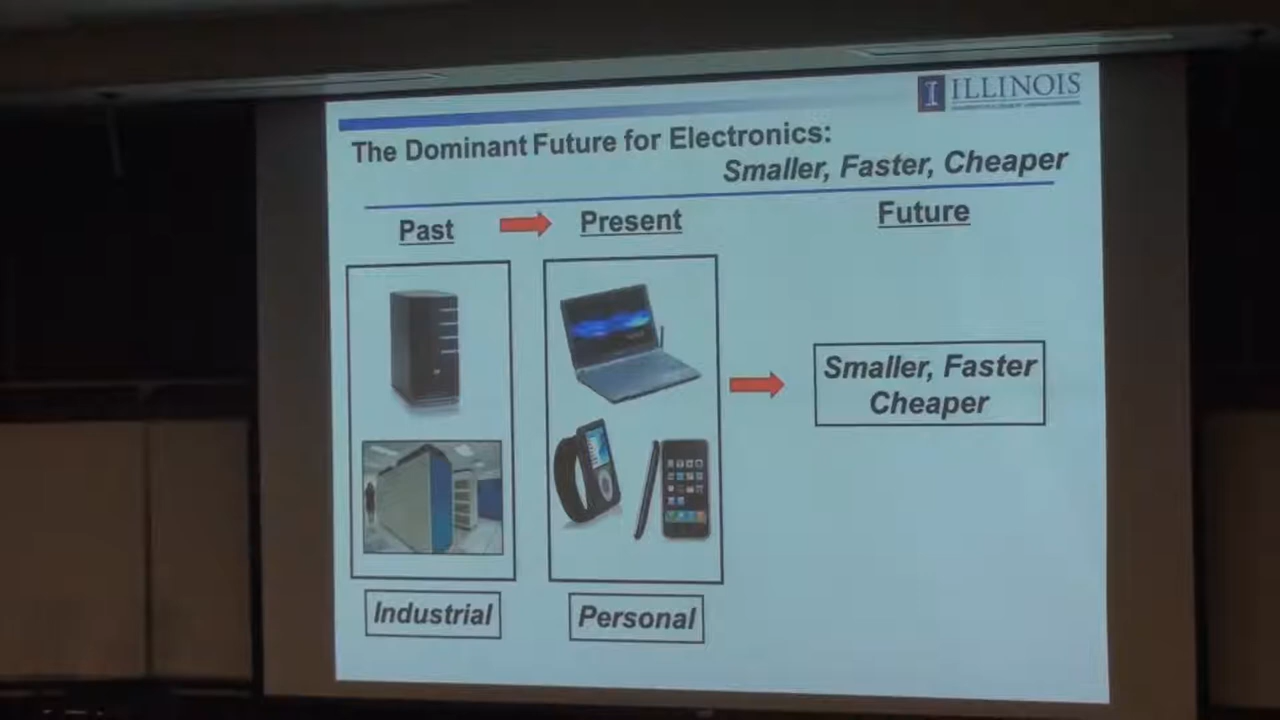 ILLINOIS
The Dominant Future for Electronics:
Smaller, Faster, Cheaper
Past
Present
Future
Smaller, Faster
Cheaper
Industrial
Personal